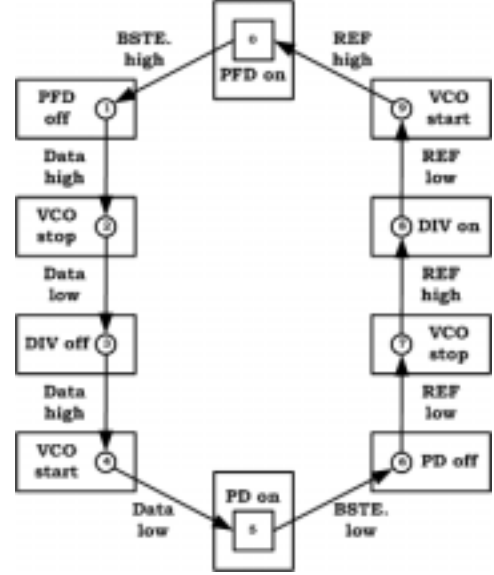 0
PFD on
BSTE.
high
REF
high
PFD
off
1
9
VCO
start
Data
high
REF
low
VCO
stop
2
8
DIV on
Data
low
REF
high
DIV off
3
7
VCO
stop
Data
high
REF
low
VCO
start
4
6
PD off
PD on
5
Data
low
BSTE.
low